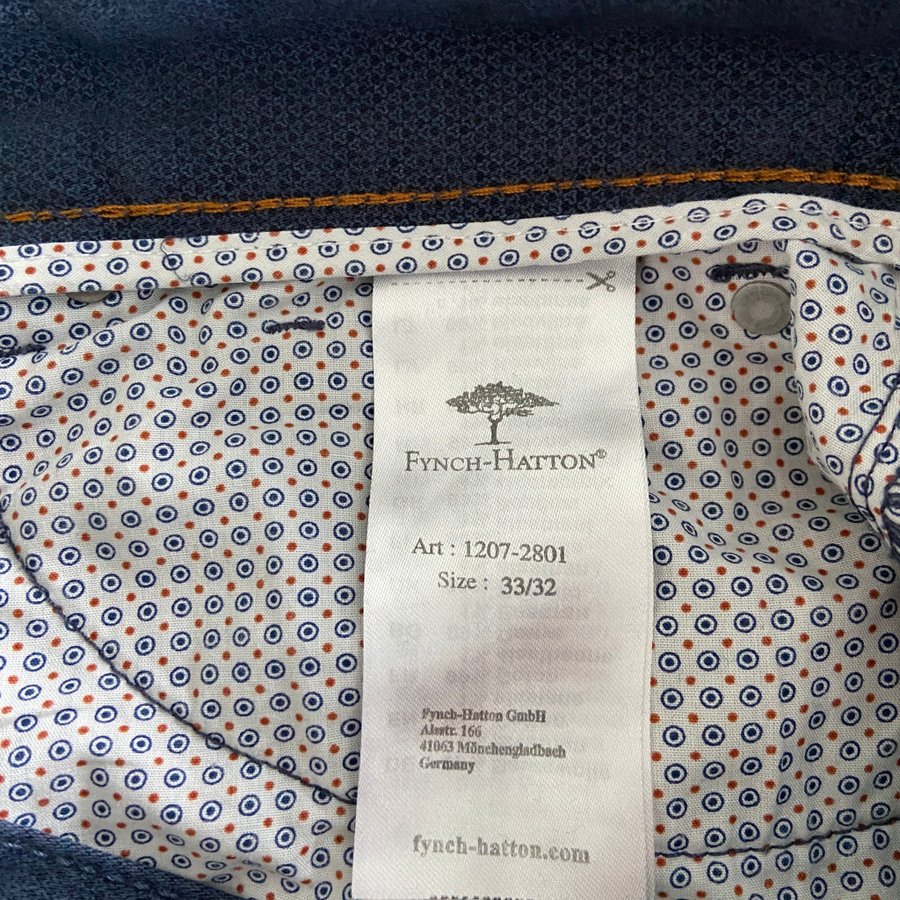 FYNCH-HATTON®
Art : 1207-2801
Size : 33/32
Fynch-Hatton GmbH
Alsstr. 166
41063 Mönchengladbach
Germany
fynch-hatton.com